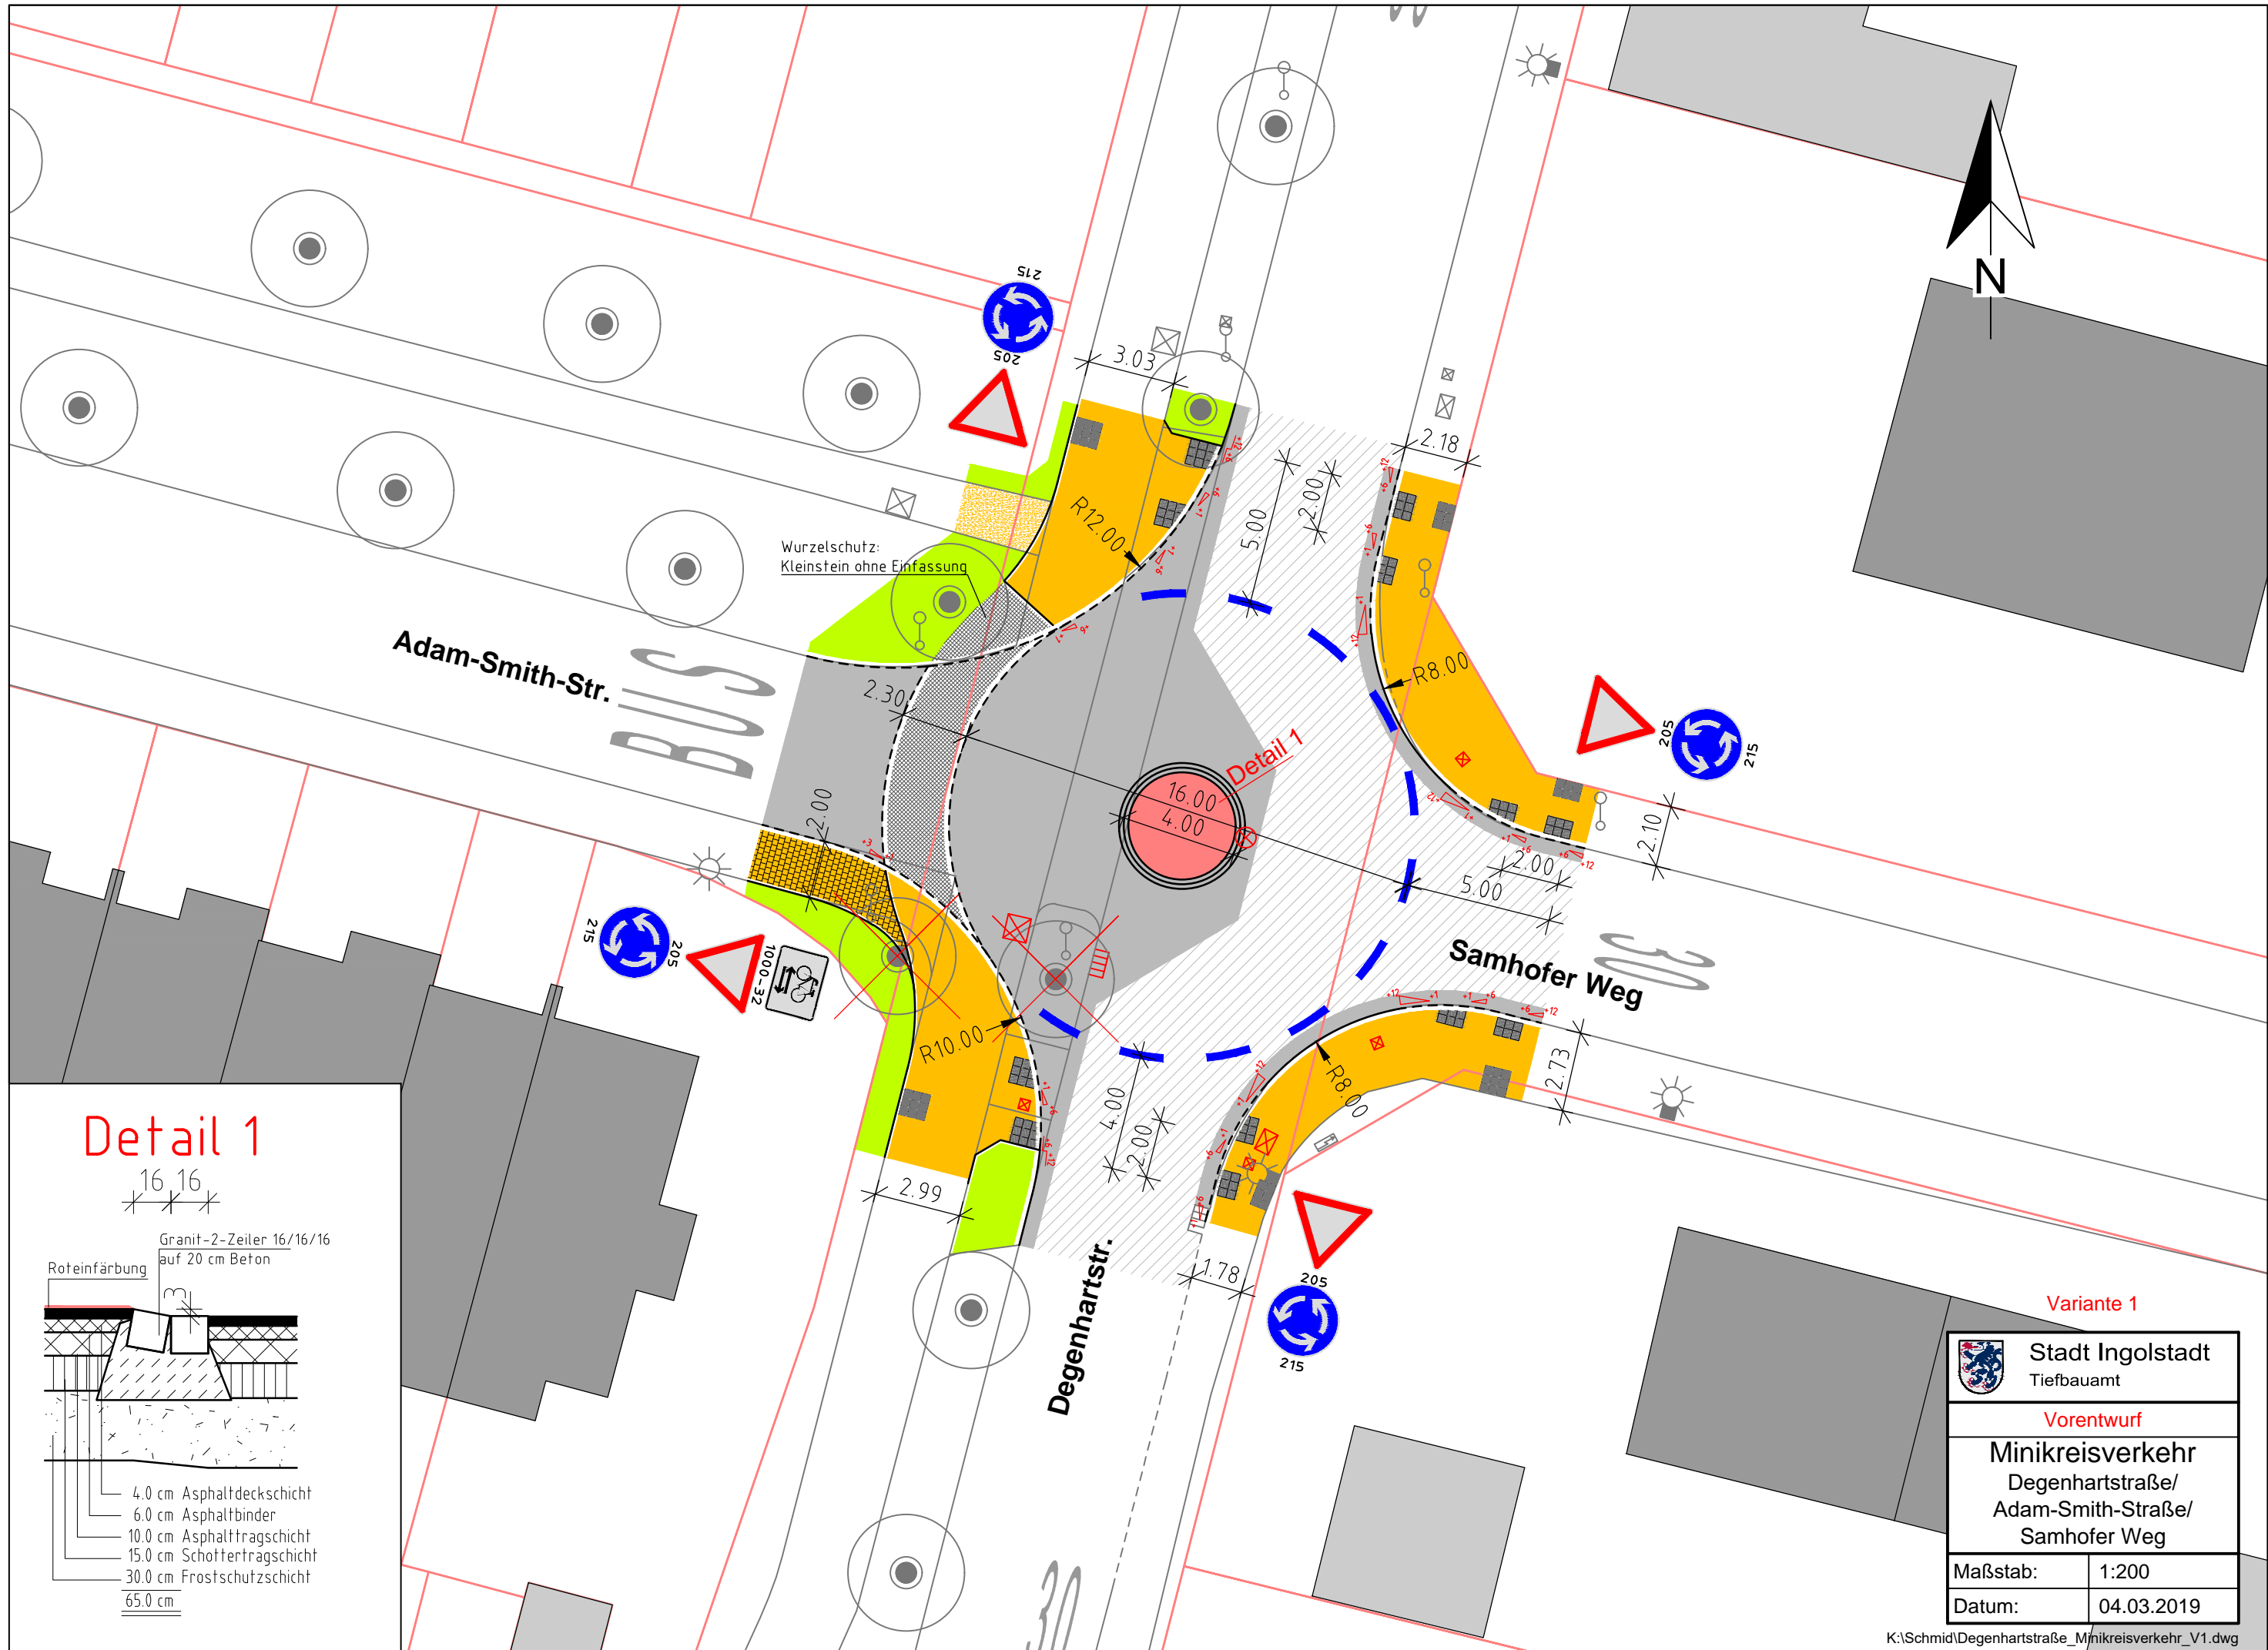 215
205
N
3.03
2.18
R12.00
5.00
2.00
Wurzelschutz:
Kleinstein ohne Einfassung
Adam-Smith-Str.
BUS
2.30
R8.00
205
215
Detail 1
16.00
4.00
2.00
2.10
2.00
5.00
Samhofer Weg
30
215
205
1000-32
R10.00
R8.00
2.73
4.00
2.00
2.99
1.78
Degenhartstr.
205
215
30
Detail 1
16 16
Granit-2-Zeiler 16/16/16
auf 20 cm Beton
Roteinfärbung
3
4.0 cm Asphaltdeckschicht
6.0 cm Asphaltbinder
10.0 cm Asphalttragschicht
15.0 cm Schottertragschicht
30.0 cm Frostschutzschicht
65.0 cm
Variante 1
Stadt Ingolstadt
Tiefbauamt
Vorentwurf
Minikreisverkehr
Degenhartstraße/
Adam-Smith-Straße/
Samhofer Weg
Maßstab: 1:200
Datum: 04.03.2019
K:\Schmid\Degenhartstraße_Minikreisverkehr_V1.dwg